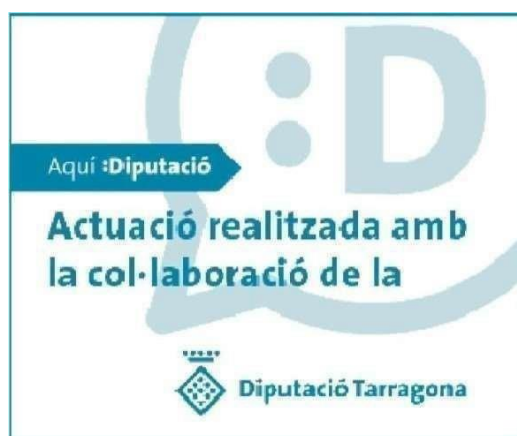 :D
Aquí :Diputació
Actuació realitzada amb
la col·laboració de la
Diputació Tarragona